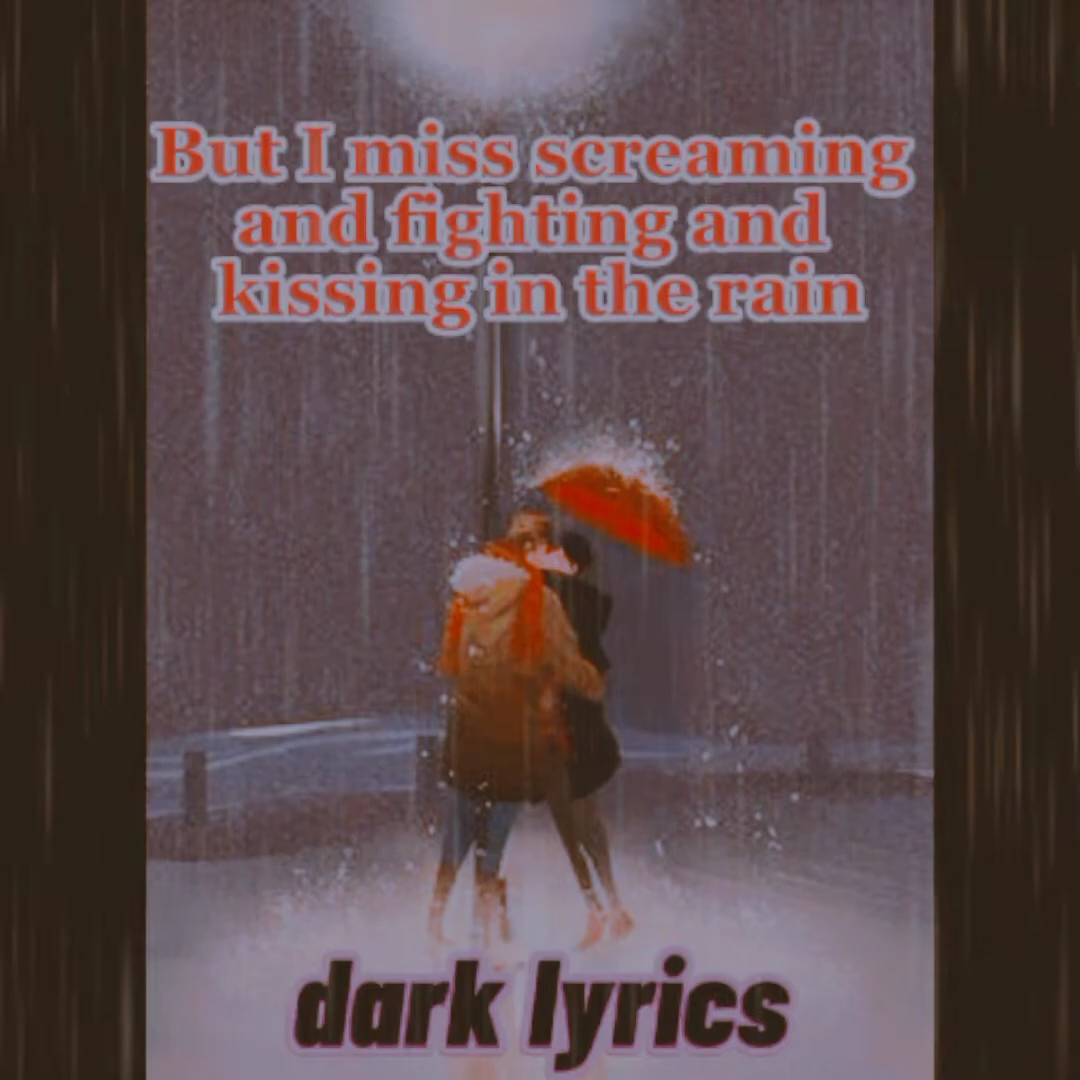 But I miss screaming
and fighting and
kissing in the rain
dark lyrics